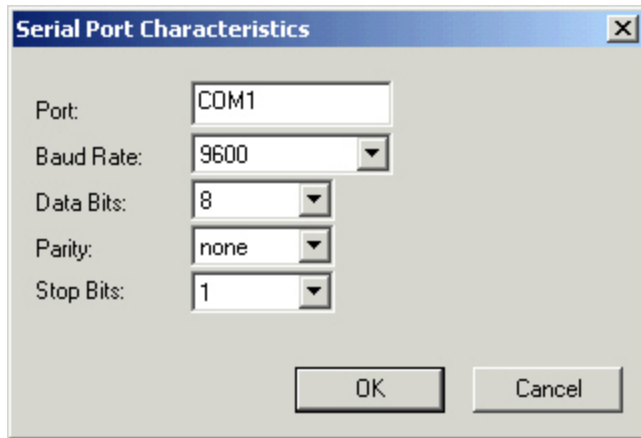 Serial Port Characteristics
Port: COM1
Baud Rate: 9600
Data Bits: 8
Parity: none
Stop Bits: 1
OK Cancel